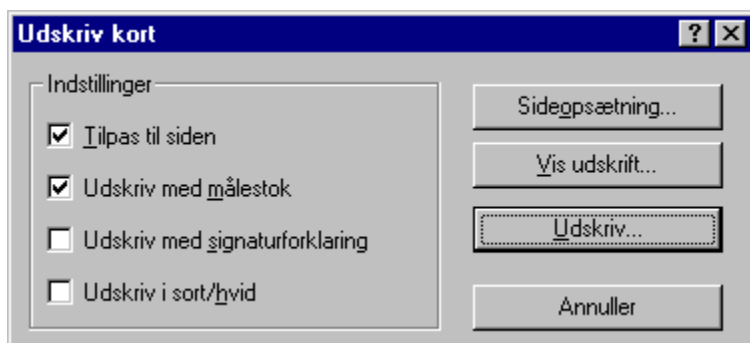 Udskriv kort
Indstillinger
Tilpas til siden
Udskriv med målestok
Udskriv med signaturforklaring
Udskriv i sort/hvid
Sideopsætning...
Vis udskrift...
Udskriv...
Annuller